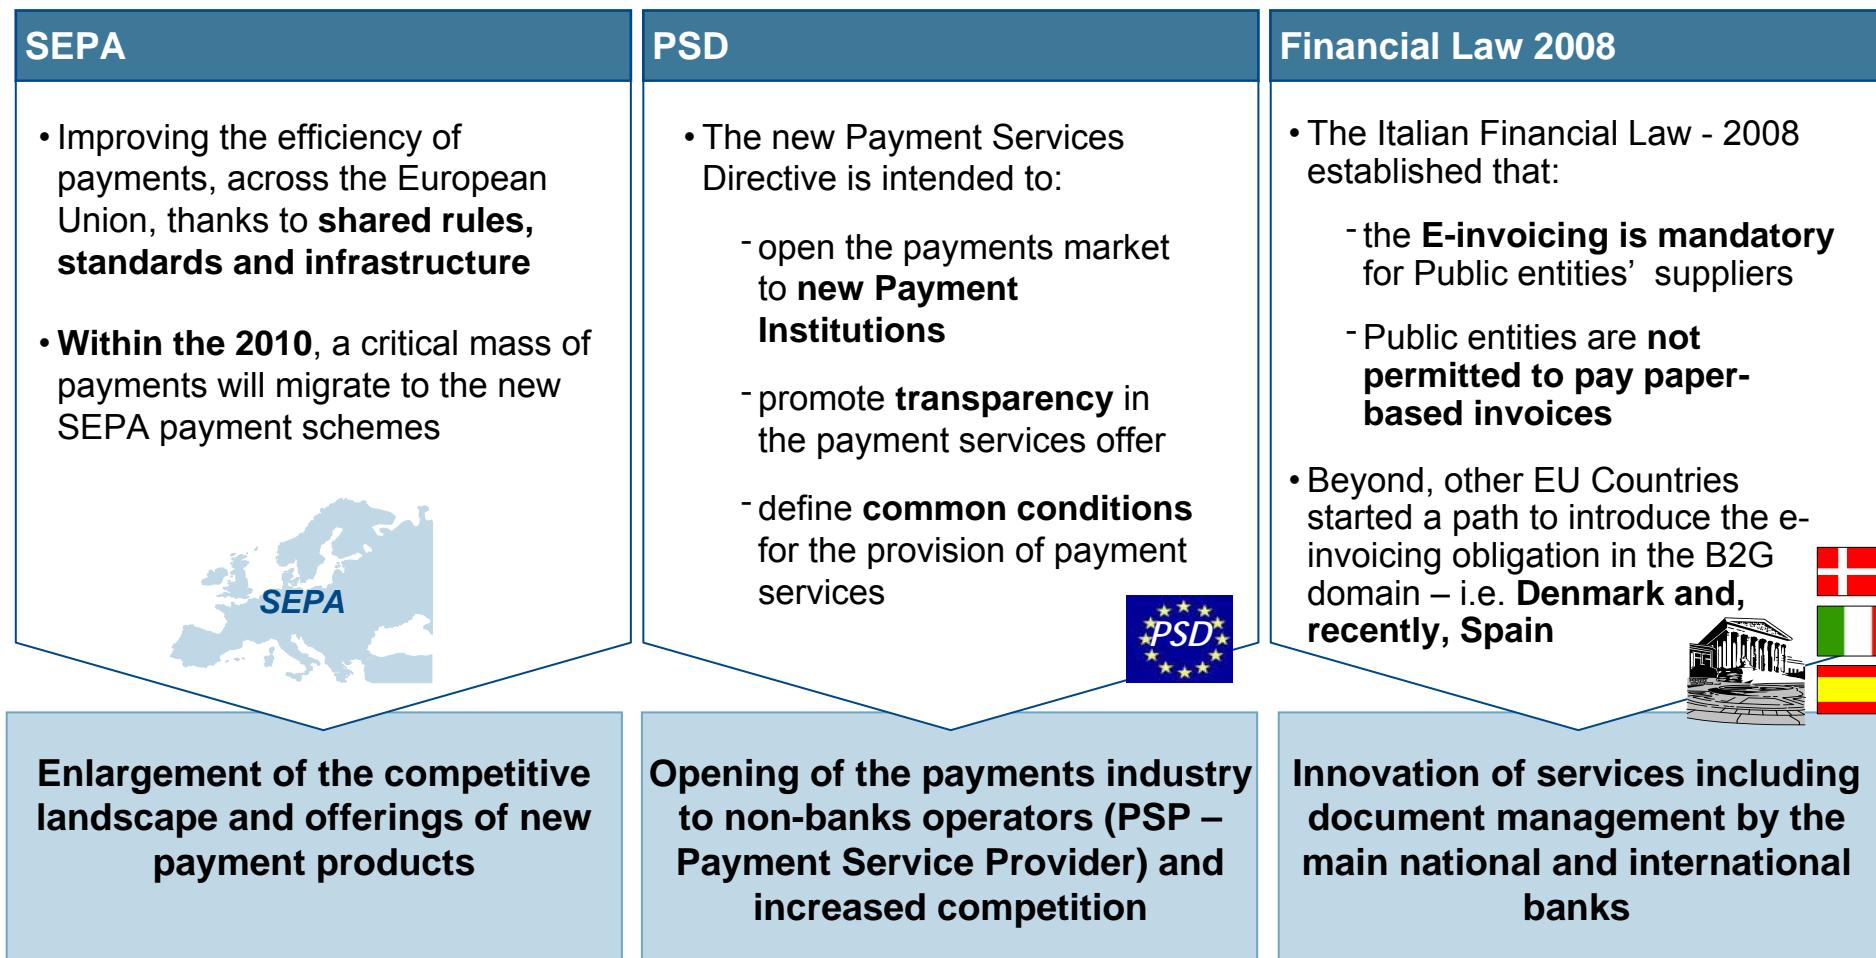 SEPA
• Improving the efficiency of
payments, across the European
Union, thanks to shared rules,
standards and infrastructure
• Within the 2010, a critical mass of
payments will migrate to the new
SEPA payment schemes
SEPA
Enlargement of the competitive
landscape and offerings of new
payment products
PSD
• The new Payment Services
Directive is intended to:
- open the payments market
to new Payment
Institutions
- promote transparency in
the payment services offer
- define common conditions
for the provision of payment
services
PSD
Opening of the payments industry
to non-banks operators (PSP –
Payment Service Provider) and
increased competition
Financial Law 2008
• The Italian Financial Law - 2008
established that:
- the E-invoicing is mandatory
for Public entities’ suppliers
- Public entities are not
permitted to pay paper-
based invoices
• Beyond, other EU Countries
started a path to introduce the e-
invoicing obligation in the B2G
domain – i.e. Denmark and,
recently, Spain
Innovation of services including
document management by the
main national and international
banks